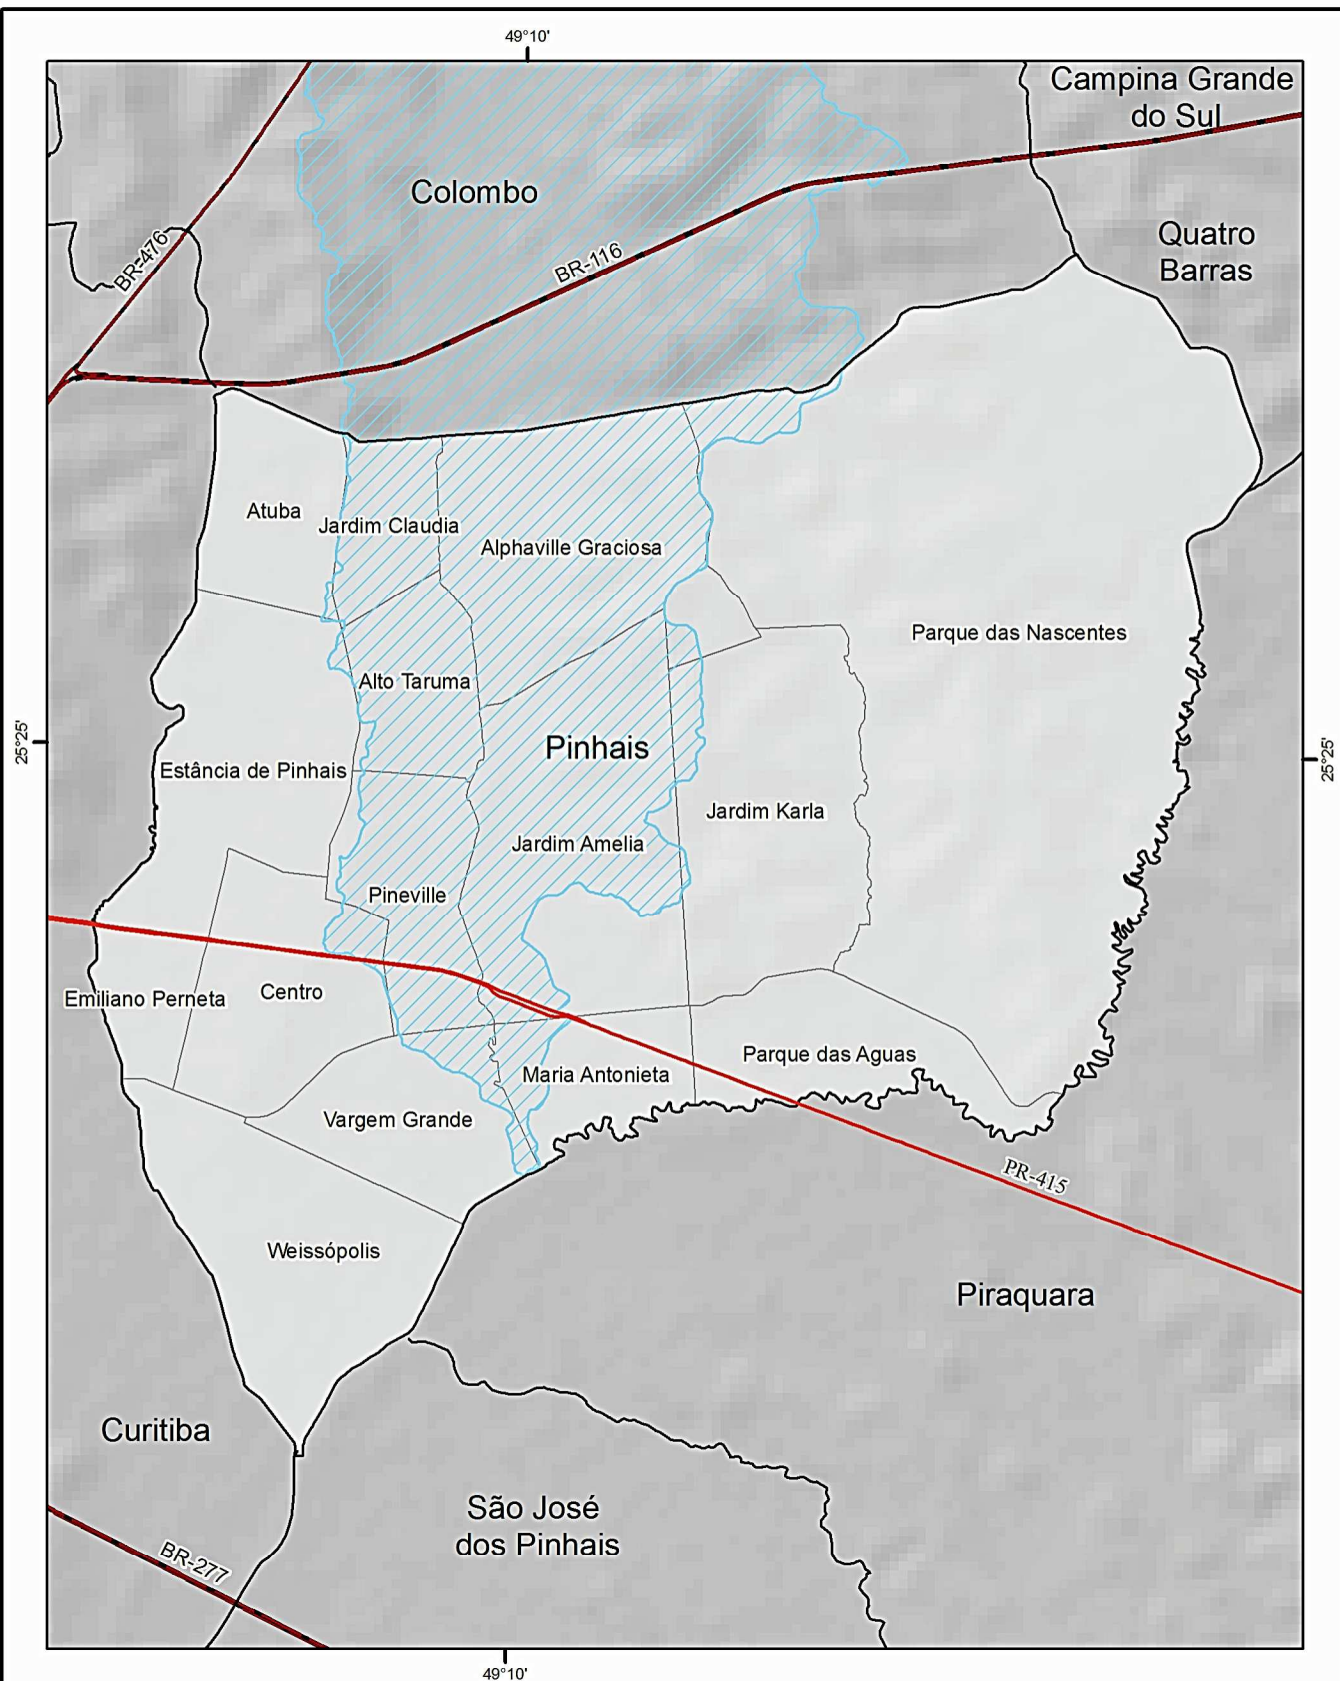 49°10'
Campina Grande
do Sul
Colombo
Quatro
Barras
BR-476
BR-116
Atuba
Jardim Claudia
Alphaville Graciosa
Parque das Nascentes
Alto Taruma
25°25'
Pinhais
25°25'
Estância de Pinhais
Jardim Karla
Jardim Amelia
Pineville
Emiliano Perneta
Centro
Parque das Aguas
Maria Antonieta
Vargem Grande
PR-415
Weissópolis
Piraquara
Curitiba
São José
dos Pinhais
BR-277
49°10'